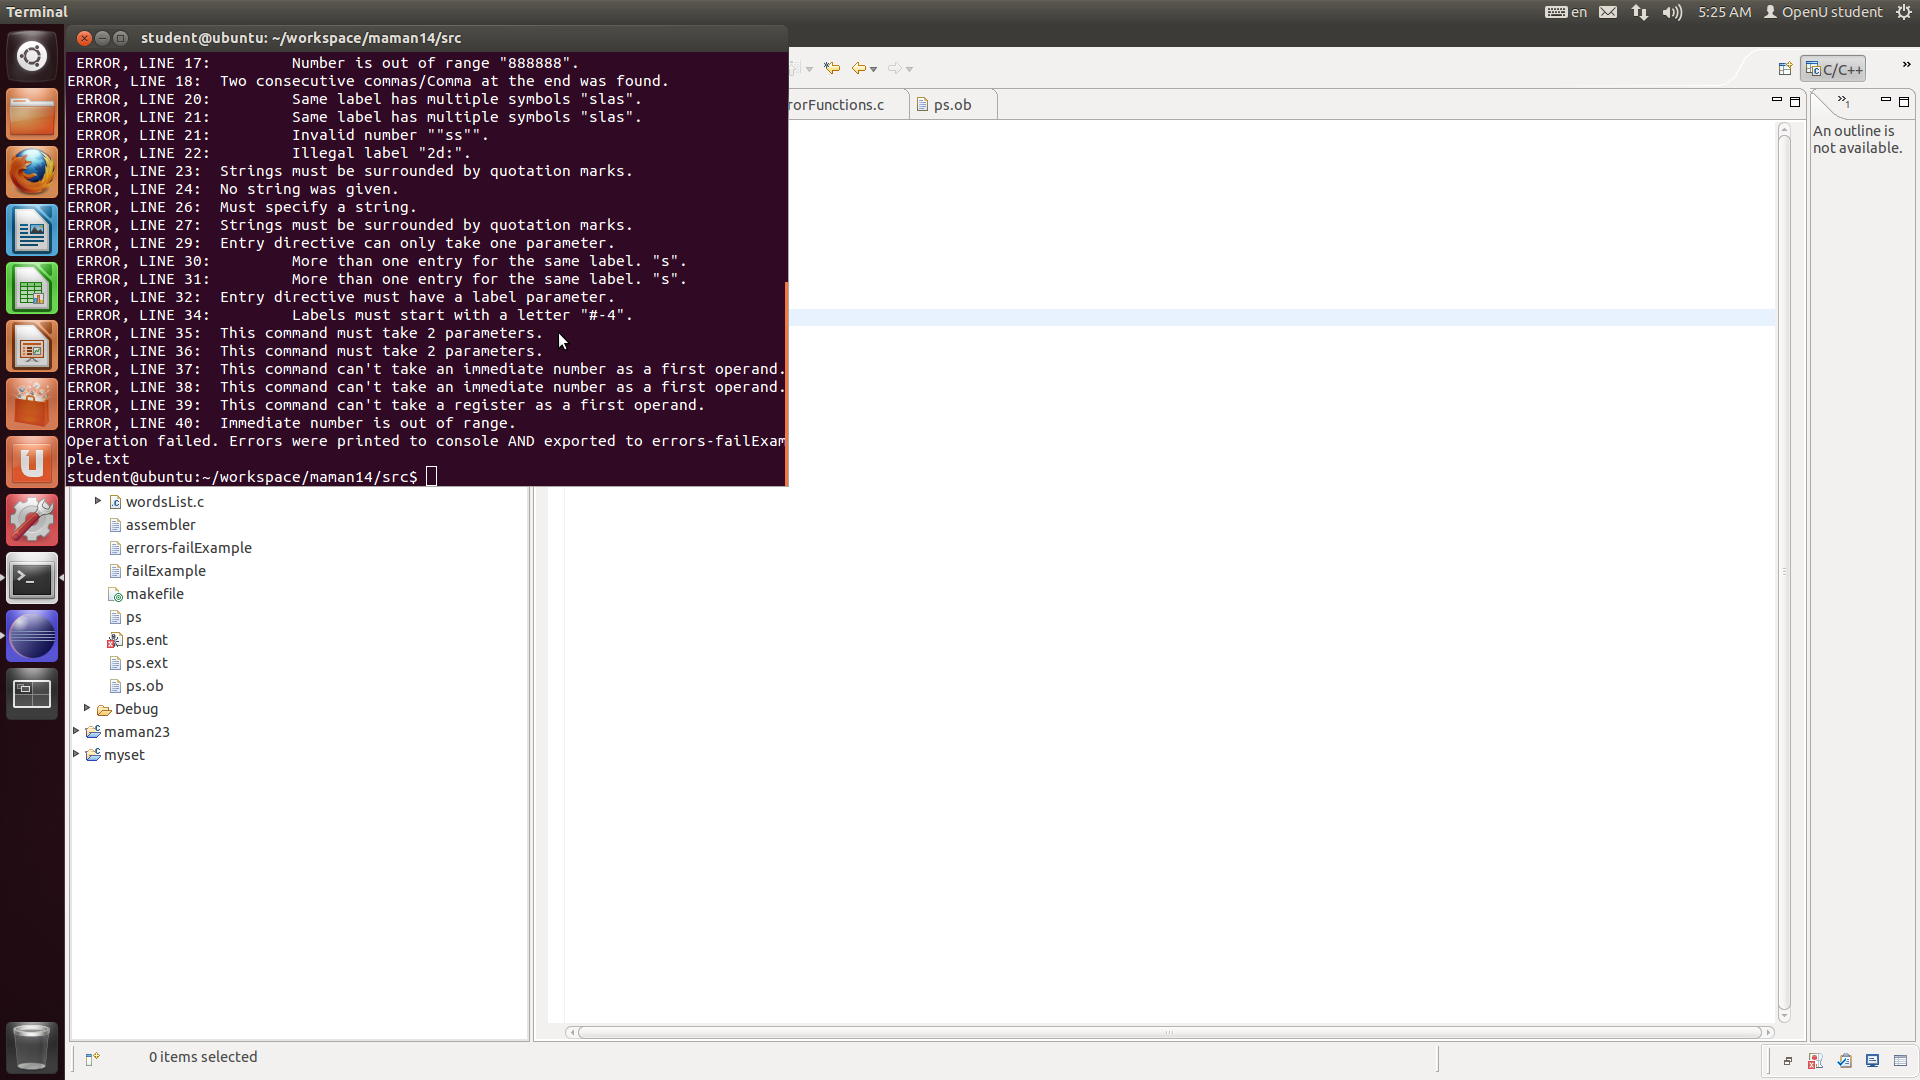 Terminal
en
5:25 AM
OpenU student
student@ubuntu: ~/workspace/maman14/src
ERROR, LINE 17: Number is out of range "888888".
ERROR, LINE 18: Two consecutive commas/Comma at the end was found.
ERROR, LINE 20: Same label has multiple symbols "slas".
ERROR, LINE 21: Same label has multiple symbols "slas".
ERROR, LINE 21: Invalid number ""ss"".
ERROR, LINE 22: Illegal label "2d:".
ERROR, LINE 23: Strings must be surrounded by quotation marks.
ERROR, LINE 24: No string was given.
ERROR, LINE 26: Must specify a string.
ERROR, LINE 27: Strings must be surrounded by quotation marks.
ERROR, LINE 29: Entry directive can only take one parameter.
ERROR, LINE 30: More than one entry for the same label. "s".
ERROR, LINE 31: More than one entry for the same label. "s".
ERROR, LINE 32: Entry directive must have a label parameter.
ERROR, LINE 34: Labels must start with a letter "#-4".
ERROR, LINE 35: This command must take 2 parameters.
ERROR, LINE 36: This command must take 2 parameters.
ERROR, LINE 37: This command can't take an immediate number as a first operand.
ERROR, LINE 38: This command can't take an immediate number as a first operand.
ERROR, LINE 39: This command can't take a register as a first operand.
ERROR, LINE 40: Immediate number is out of range.
Operation failed. Errors were printed to console AND exported to errors-failExam
ple.txt
student@ubuntu:~/workspace/maman14/src$
C/C++
rorFunctions.c
ps.ob
An outline is
not available.
wordsList.c
assembler
errors-failExample
failExample
makefile
ps
ps.ent
ps.ext
ps.ob
Debug
maman23
myset
0 items selected